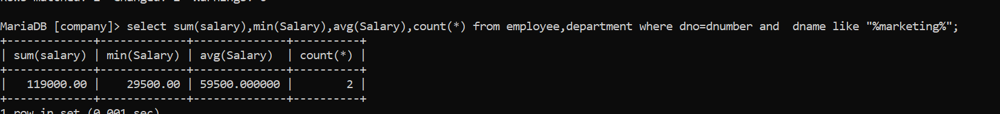 MariaDB [company]> select sum(salary),min(Salary),avg(Salary),count(*) from employee,department where dno=dnumber and  dname like "%marketing%";
+-------------+-------------+--------------+----------+
| sum(salary) | min(Salary) | avg(Salary)  | count(*) |
+-------------+-------------+--------------+----------+
|   119000.00 |    29500.00 | 59500.000000 |        2 |
+-------------+-------------+--------------+----------+
1 row in set (0.001 sec)